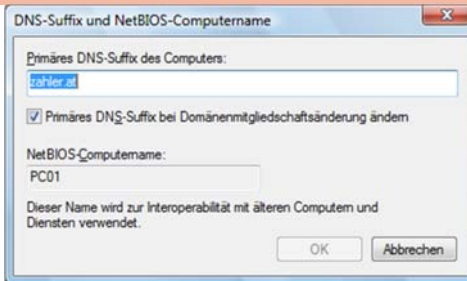 DNS-Suffix und NetBIOS-Computername
Primäres DNS-Suffix des Computers:
zahler.at
Primäres DNS-Suffix bei Domänenmitgliedschaftsänderung ändern
NetBIOS-Computername:
PC01
Dieser Name wird zur Interoperabilität mit älteren Computern und
Diensten verwendet.
OK
Abbrechen